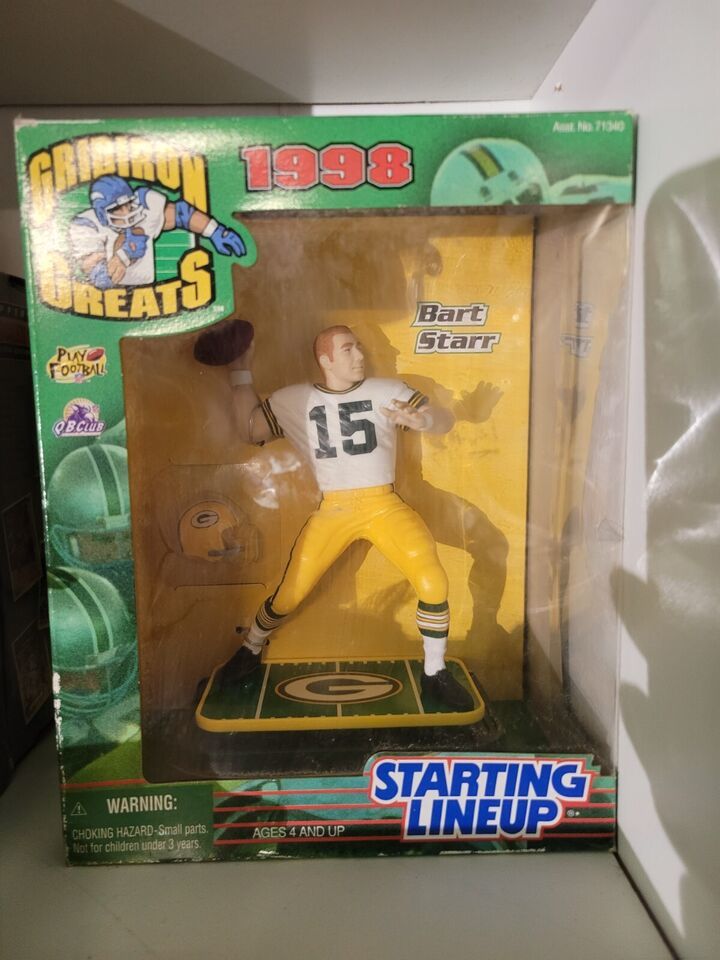 GRIDIRON
GREATS
1998
Asst. No. 71340
PLAY
FOOTBALL
QB CLUB
Bart
Starr
15
G
G
WARNING:
CHOKING HAZARD-Small parts.
Not for children under 3 years.
AGES 4 AND UP
STARTING
LINEUP